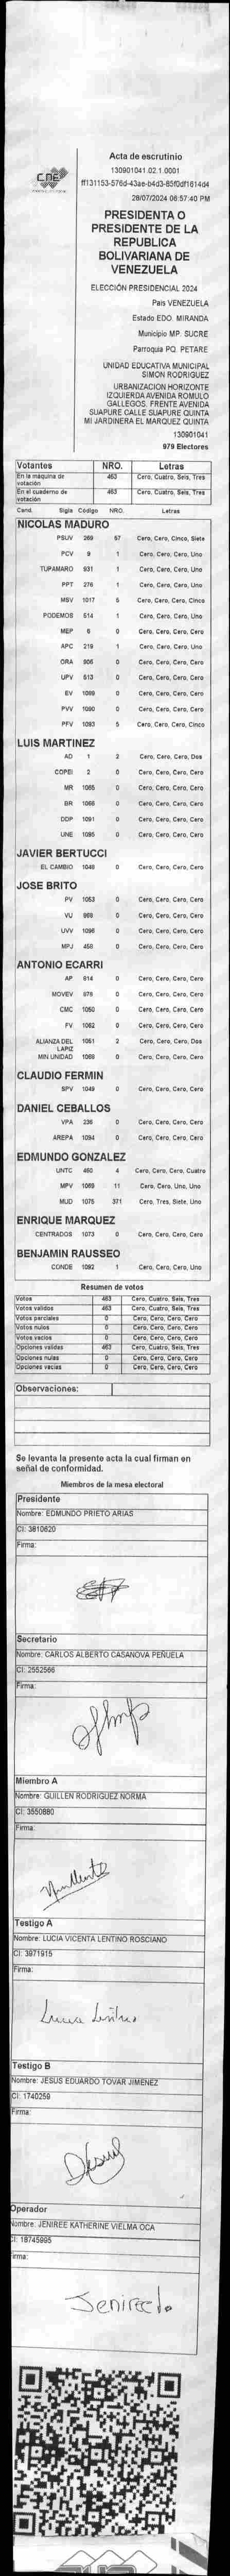 CNE
Acta de escrutinio
130901041.02.1.0001
ff131153-576d-43ae-b4d3-85f0df1614d4
28/07/2024 06:57:40 PM
PRESIDENTA O
PRESIDENTE DE LA
REPUBLICA
BOLIVARIANA DE
VENEZUELA
ELECCIÓN PRESIDENCIAL 2024
País VENEZUELA
Estado EDO. MIRANDA
Municipio MP. SUCRE
Parroquia PQ. PETARE
UNIDAD EDUCATIVA MUNICIPAL
SIMON RODRIGUEZ
URBANIZACION HORIZONTE
IZQUIERDA AVENIDA ROMULO
GALLEGOS. FRENTE AVENIDA
SUAPURE CALLE SUAPURE QUINTA
MI JARDINERA EL MARQUEZ QUINTA
130901041
979 Electores
Votantes NRO. Letras
En la máquina de votación 463 Cero, Cuatro, Seis, Tres
En el cuaderno de votación 463 Cero, Cuatro, Seis, Tres
Cand. Sigla Código NRO. Letras
NICOLAS MADURO
PSUV 269 57 Cero, Cero, Cinco, Siete
PCV 9 1 Cero, Cero, Cero, Uno
TUPAMARO 931 1 Cero, Cero, Cero, Uno
PPT 276 1 Cero, Cero, Cero, Uno
MSV 1017 5 Cero, Cero, Cero, Cinco
PODEMOS 514 1 Cero, Cero, Cero, Uno
MEP 6 0 Cero, Cero, Cero, Cero
APC 219 1 Cero, Cero, Cero, Uno
ORA 906 0 Cero, Cero, Cero, Cero
UPV 613 0 Cero, Cero, Cero, Cero
EV 1089 0 Cero, Cero, Cero, Cero
PVV 1090 0 Cero, Cero, Cero, Cero
PFV 1093 5 Cero, Cero, Cero, Cinco
LUIS MARTINEZ
AD 1 2 Cero, Cero, Cero, Dos
COPEI 2 0 Cero, Cero, Cero, Cero
MR 1065 0 Cero, Cero, Cero, Cero
BR 1066 0 Cero, Cero, Cero, Cero
DDP 1091 0 Cero, Cero, Cero, Cero
UNE 1095 0 Cero, Cero, Cero, Cero
JAVIER BERTUCCI
EL CAMBIO 1048 0 Cero, Cero, Cero, Cero
JOSE BRITO
PV 1053 0 Cero, Cero, Cero, Cero
VU 989 0 Cero, Cero, Cero, Cero
UVV 1096 0 Cero, Cero, Cero, Cero
MPJ 458 0 Cero, Cero, Cero, Cero
ANTONIO ECARRI
AP 814 0 Cero, Cero, Cero, Cero
MOVEV 978 0 Cero, Cero, Cero, Cero
CMC 1050 0 Cero, Cero, Cero, Cero
FV 1062 0 Cero, Cero, Cero, Cero
ALIANZA DEL LAPIZ 1061 2 Cero, Cero, Cero, Dos
MIN UNIDAD 1068 0 Cero, Cero, Cero, Cero
CLAUDIO FERMIN
SPV 1049 0 Cero, Cero, Cero, Cero
DANIEL CEBALLOS
VPA 236 0 Cero, Cero, Cero, Cero
AREPA 1094 0 Cero, Cero, Cero, Cero
EDMUNDO GONZALEZ
UNTC 460 4 Cero, Cero, Cero, Cuatro
MPV 1069 11 Cero, Cero, Uno, Uno
MUD 1075 371 Cero, Tres, Siete, Uno
ENRIQUE MARQUEZ
CENTRADOS 1073 0 Cero, Cero, Cero, Cero
BENJAMIN RAUSSEO
CONDE 1092 1 Cero, Cero, Cero, Uno
Resumen de votos
Votos 463 Cero, Cuatro, Seis, Tres
Votos validos 463 Cero, Cuatro, Seis, Tres
Votos parciales 0 Cero, Cero, Cero, Cero
Votos nulos 0 Cero, Cero, Cero, Cero
Votos vacios 0 Cero, Cero, Cero, Cero
Opciones validas 463 Cero, Cuatro, Seis, Tres
Opciones nulas 0 Cero, Cero, Cero, Cero
Opciones vacias 0 Cero, Cero, Cero, Cero
Observaciones:
Se levanta la presente acta la cual firman en
señal de conformidad.
Miembros de la mesa electoral
Presidente
Nombre: EDMUNDO PRIETO ARIAS
CI: 3810620
Firma:
Secretario
Nombre: CARLOS ALBERTO CASANOVA PEÑUELA
CI: 2552566
Firma:
Miembro A
Nombre: GUILLEN RODRIGUEZ NORMA
CI: 3550880
Firma:
Testigo A
Nombre: LUCIA VICENTA LENTINO ROSCIANO
CI: 3971915
Firma:
Lucia Lentino
Testigo B
Nombre: JESUS EDUARDO TOVAR JIMENEZ
CI: 1740259
Firma:
Operador
Nombre: JENIREE KATHERINE VIELMA OCA
CI: 18745995
Firma: